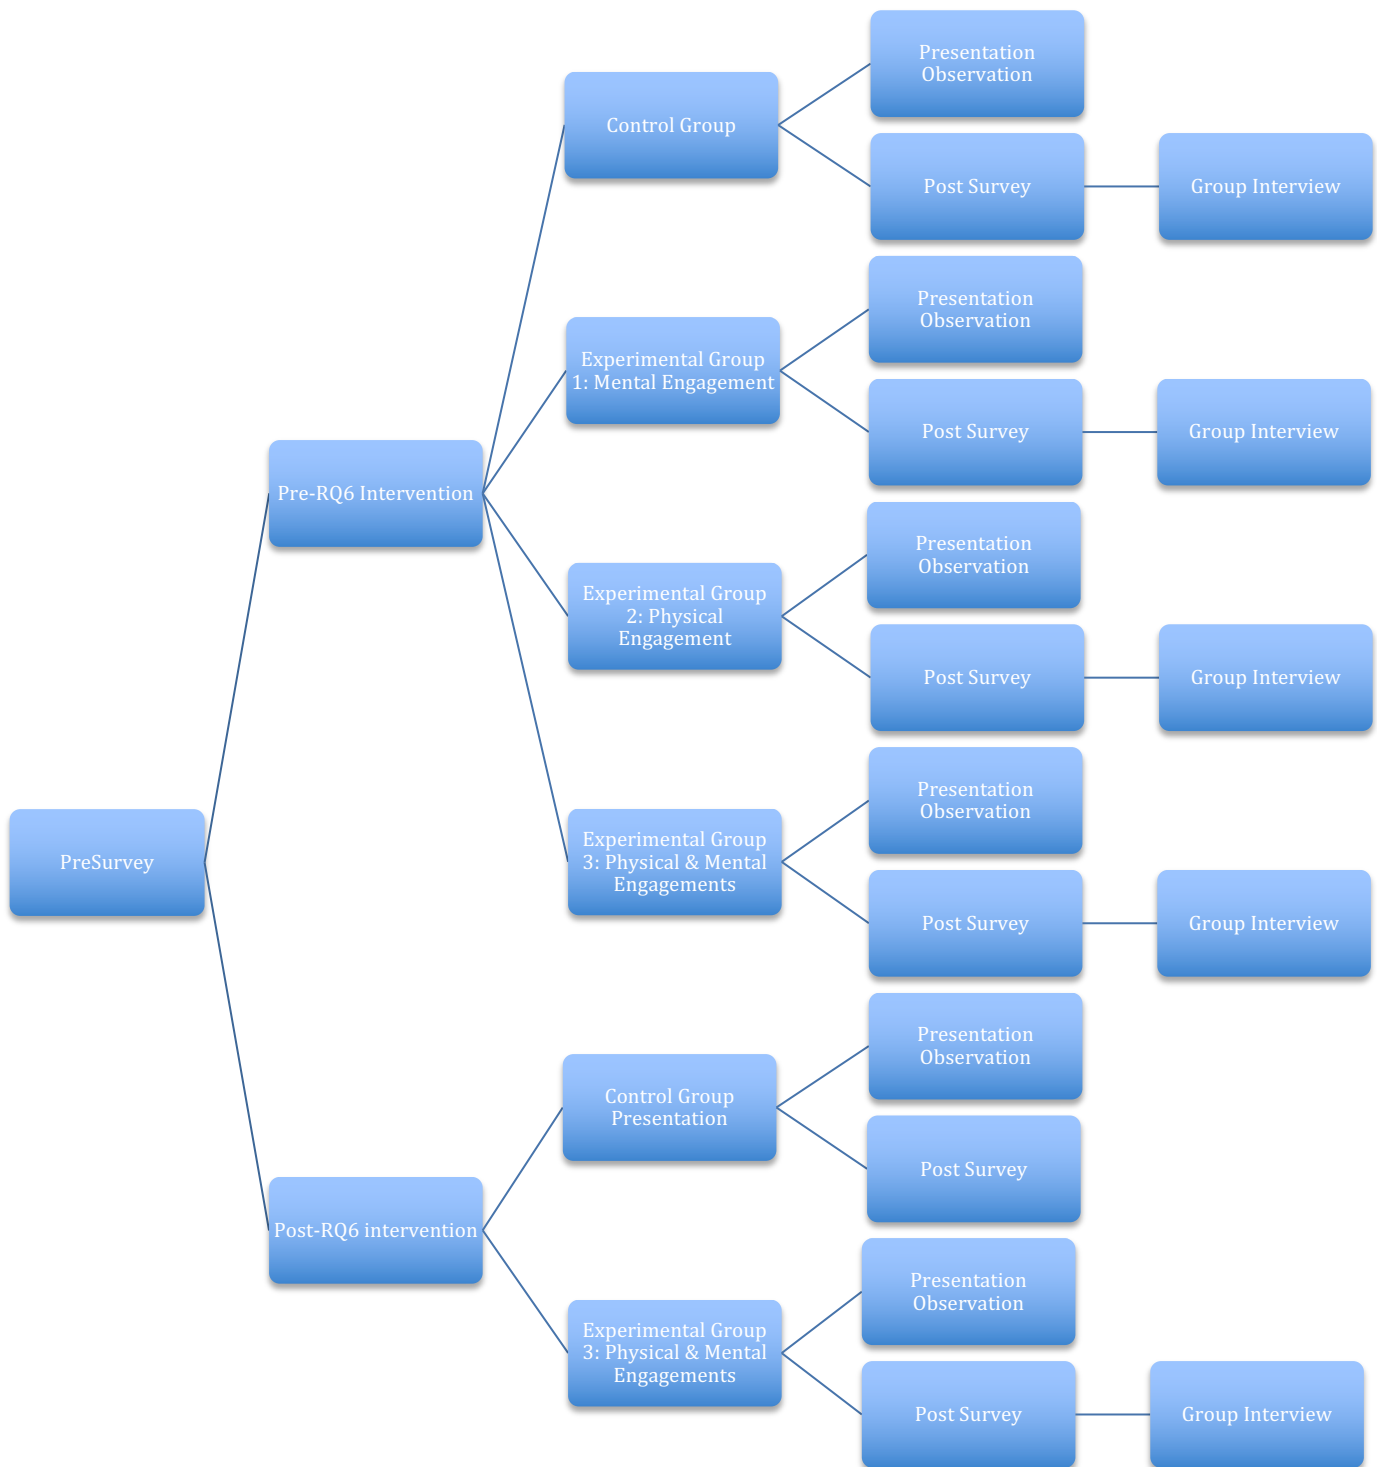 Presentation
Observation
Control Group
Post Survey
Group Interview
Presentation
Observation
Experimental Group
1: Mental Engagement
Post Survey
Group Interview
Pre-RQ6 Intervention
Presentation
Observation
Experimental Group
2: Physical
Engagement
Post Survey
Group Interview
Presentation
Observation
PreSurvey
Experimental Group
3: Physical & Mental
Engagements
Post Survey
Group Interview
Presentation
Observation
Control Group
Presentation
Post Survey
Post-RQ6 intervention
Presentation
Observation
Experimental Group
3: Physical & Mental
Engagements
Post Survey
Group Interview